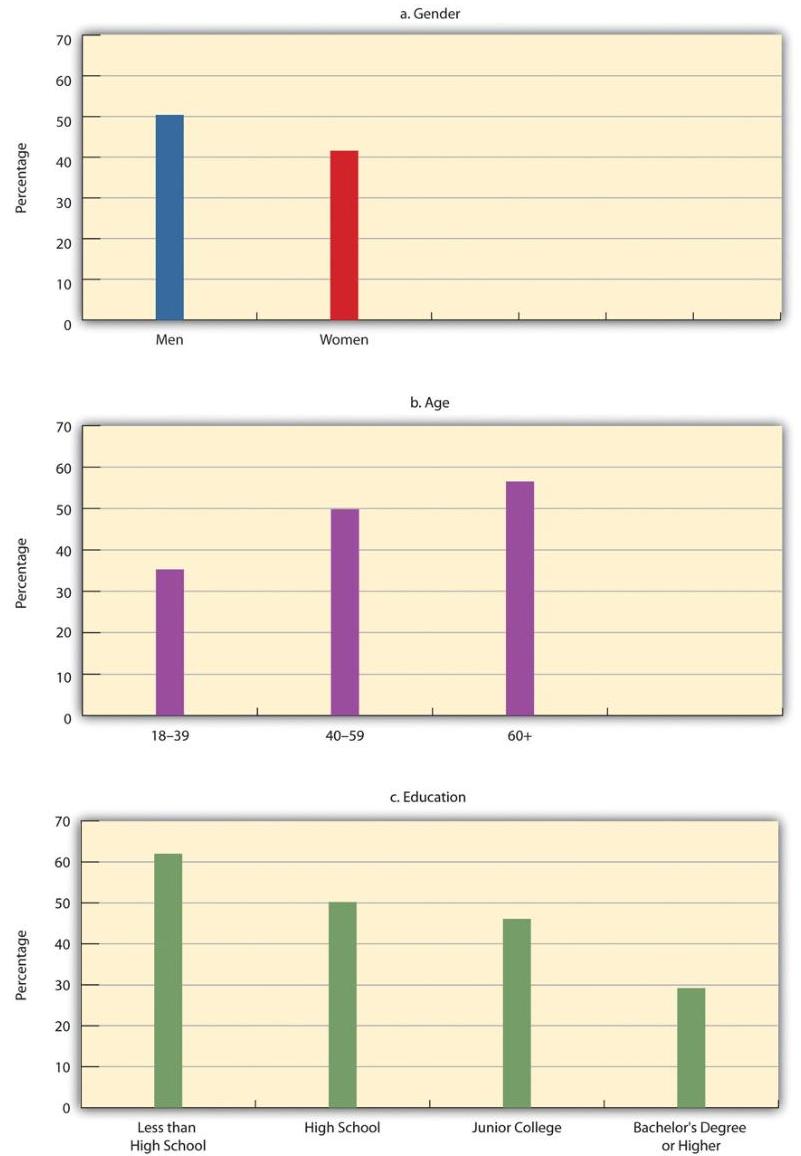 a. Gender
70
60
50
40
30
20
10
0
Percentage
Men Women
b. Age
70
60
50
40
30
20
10
0
Percentage
18–39 40–59 60+
c. Education
70
60
50
40
30
20
10
0
Percentage
Less than High School Junior College Bachelor's Degree
High School or Higher